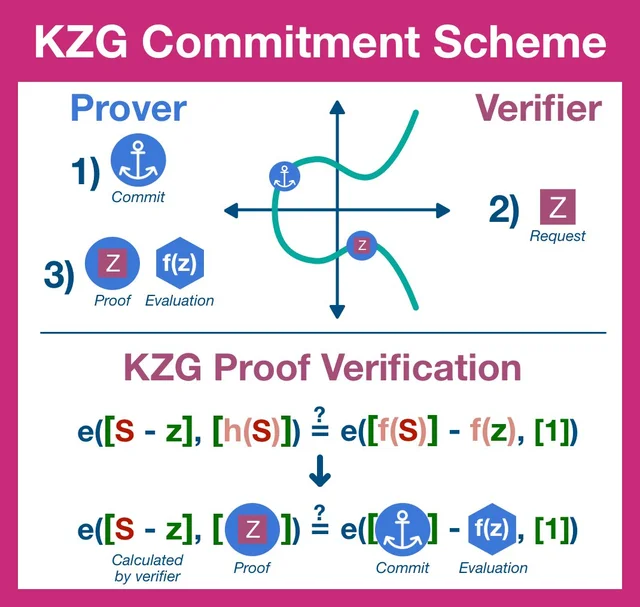 KZG Commitment Scheme
Prover
Verifier
1)
Commit
2) Z
Request
3) Z f(z)
Proof Evaluation
Z
KZG Proof Verification
e([S - z], [h(S)]) ≟ e([f(S)] - f(z), [1])
e([S - z], [Z]) ≟ e([ ] - f(z), [1])
Calculated
by verifier
Proof
Commit
Evaluation